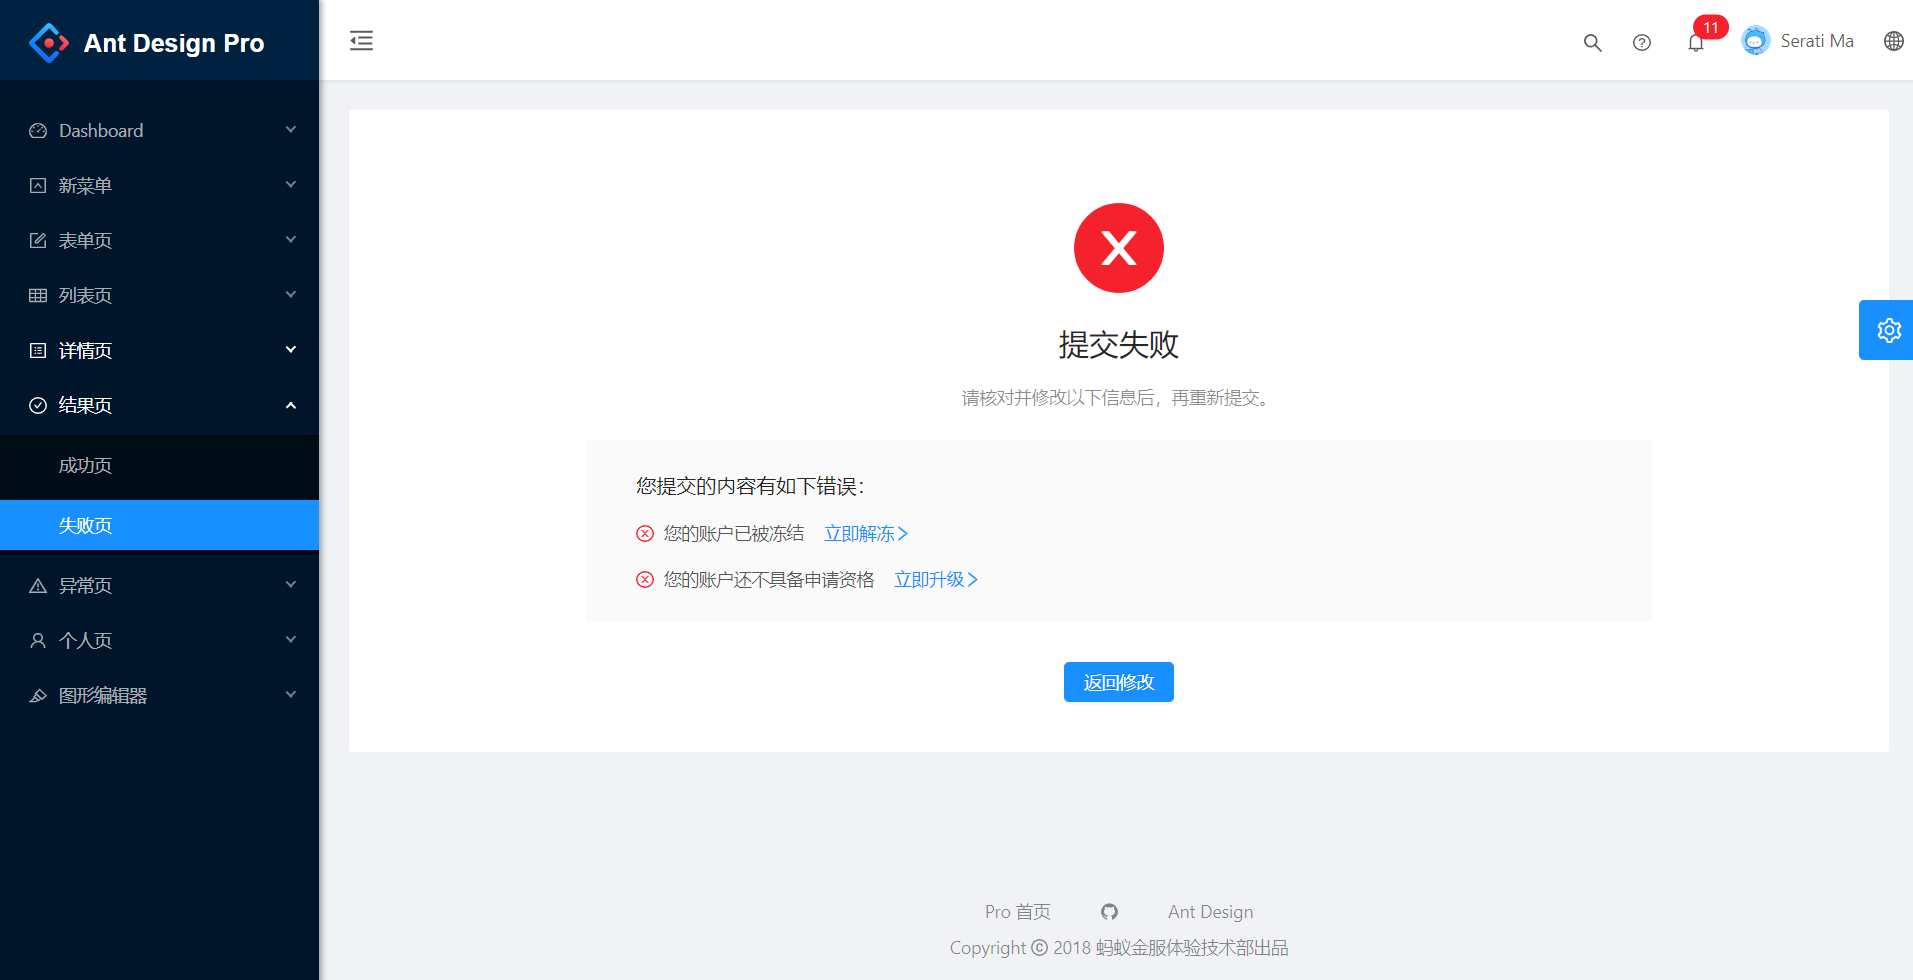 Ant Design Pro
11
Serati Ma
Dashboard
新菜单
表单页
列表页
详情页
结果页
成功页
失败页
异常页
个人页
图形编辑器
提交失败
请核对并修改以下信息后，再重新提交。
您提交的内容有如下错误：
您的账户已被冻结 立即解冻
您的账户还不具备申请资格 立即升级
返回修改
Pro 首页 Ant Design
Copyright © 2018 蚂蚁金服体验技术部出品